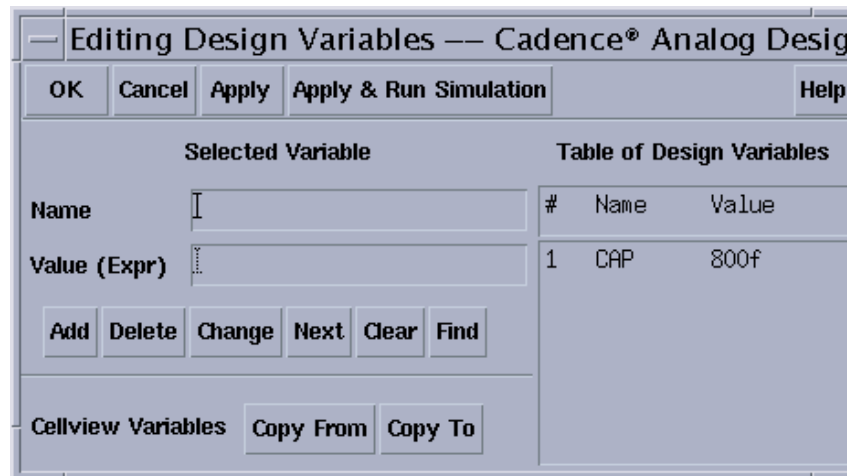 Editing Design Variables —— Cadence® Analog Desig
OK Cancel Apply Apply & Run Simulation Help
Selected Variable Table of Design Variables
Name # Name Value
Value (Expr) 1 CAP 800f
Add Delete Change Next Clear Find
Cellview Variables Copy From Copy To